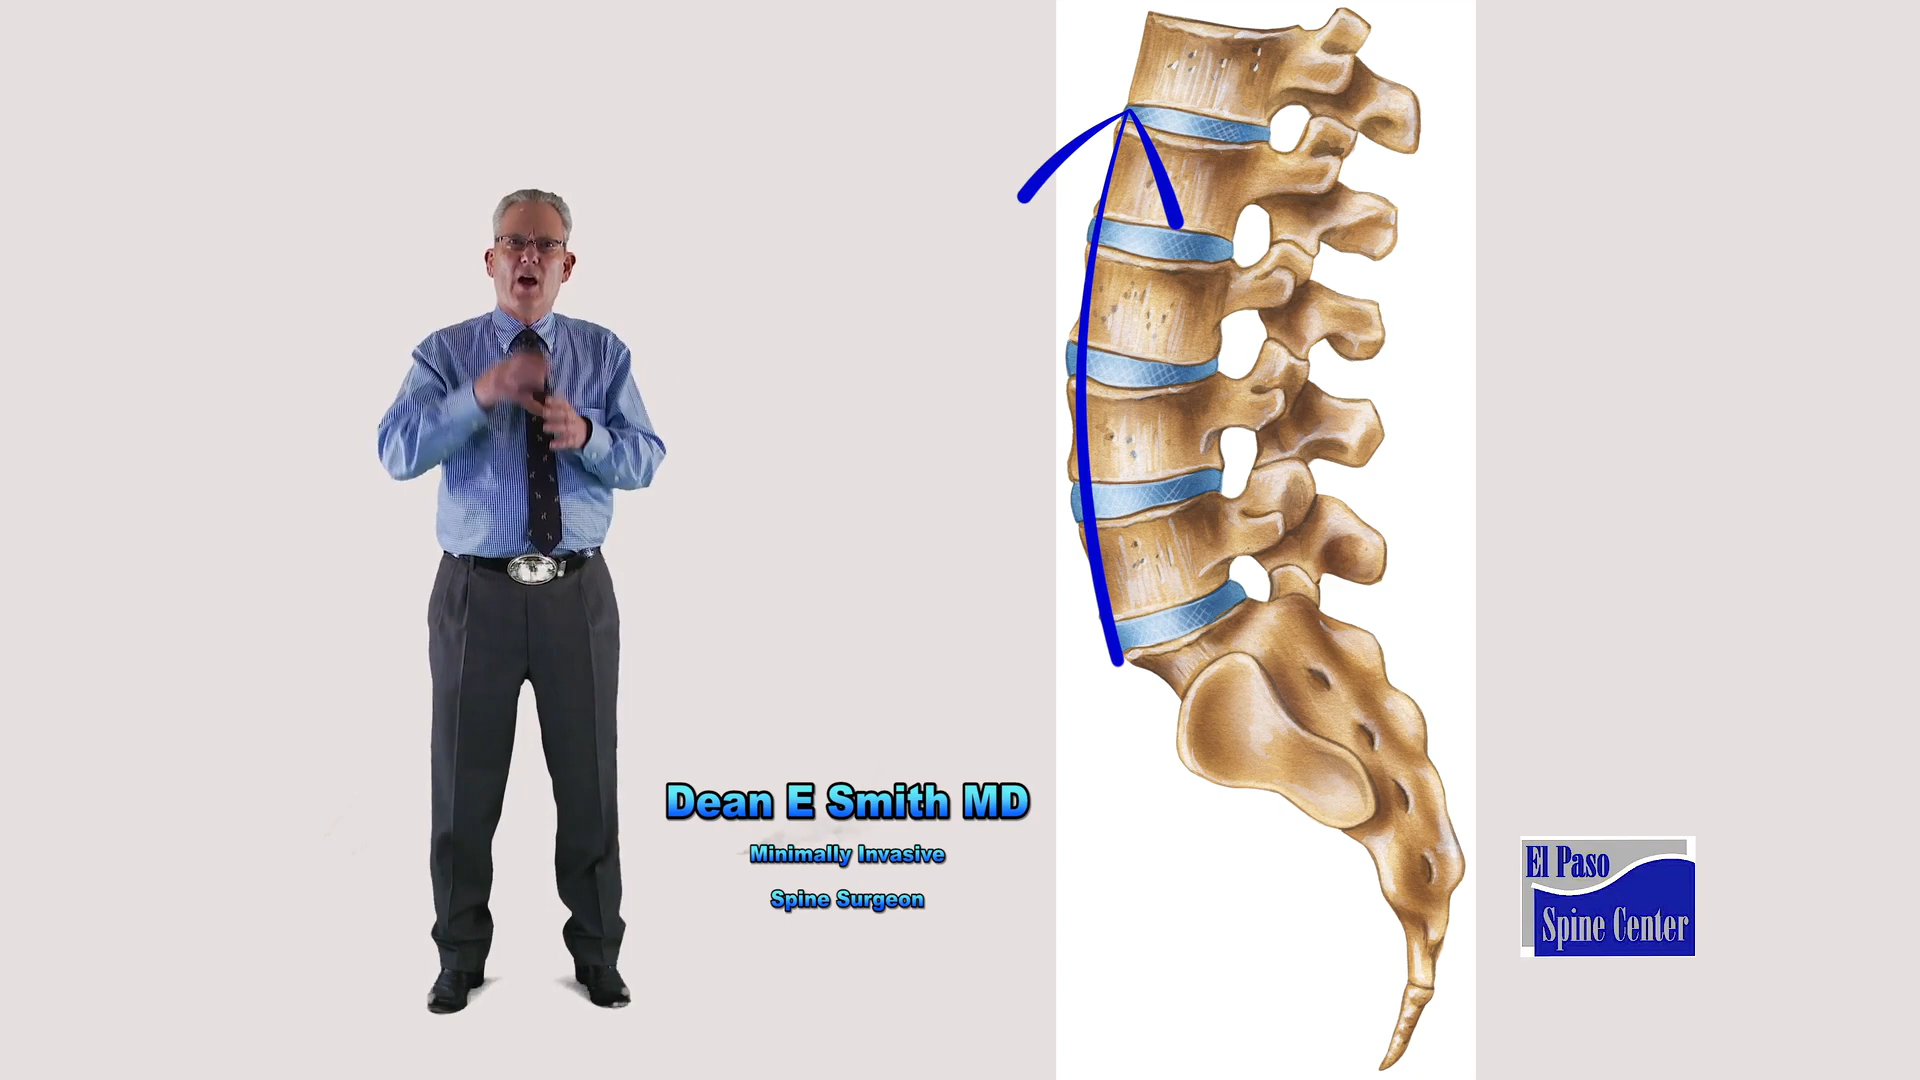 Dean E Smith MD
Minimally Invasive
Spine Surgeon
El Paso
Spine Center